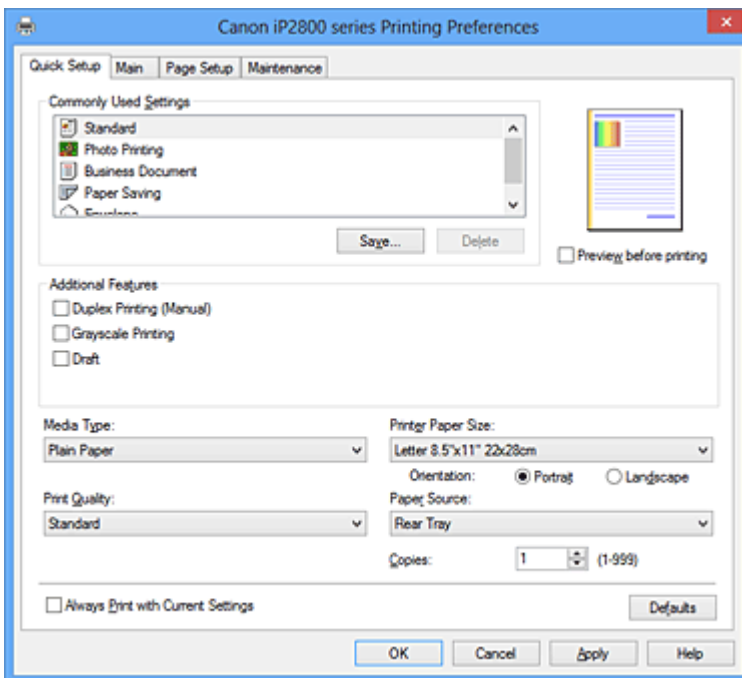 Canon iP2800 series Printing Preferences
Quick Setup Main Page Setup Maintenance
Commonly Used Settings
Standard
Photo Printing
Business Document
Paper Saving
Envelope
Save... Delete
Preview before printing
Additional Features
Duplex Printing (Manual)
Grayscale Printing
Draft
Media Type: Printer Paper Size:
Plain Paper Letter 8.5"x11" 22x28cm
Orientation: Portrait Landscape
Print Quality: Paper Source:
Standard Rear Tray
Copies: 1 (1-999)
Always Print with Current Settings Defaults
OK Cancel Apply Help